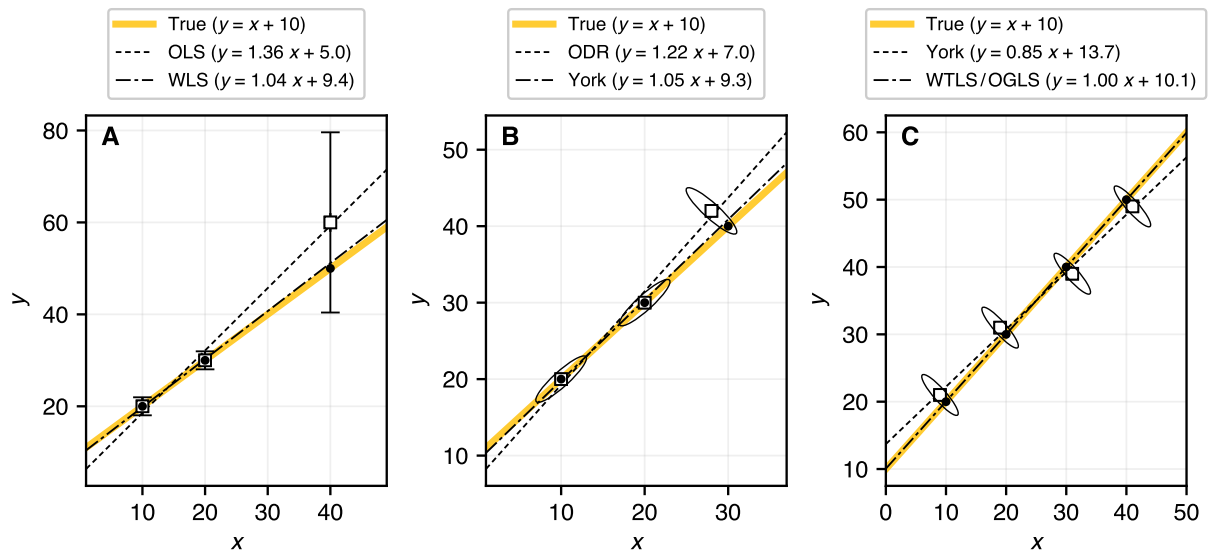 True (y = x + 10)
OLS (y = 1.36 x + 5.0)
WLS (y = 1.04 x + 9.4)
True (y = x + 10)
ODR (y = 1.22 x + 7.0)
York (y = 1.05 x + 9.3)
True (y = x + 10)
York (y = 0.85 x + 13.7)
WTLS/OGLS (y = 1.00 x + 10.1)
A
80
60
40
20
y
10 20 30 40
x
B
50
40
30
20
10
y
10 20 30
x
C
60
50
40
30
20
10
y
0 10 20 30 40 50
x